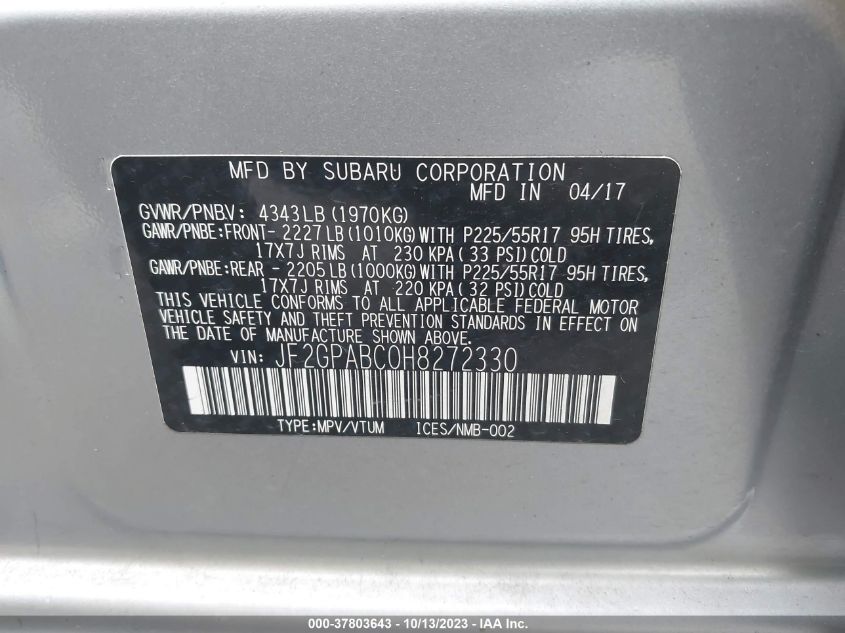 MFD BY SUBARU CORPORATION
MFD IN 04/17
GVWR/PNBV: 4343LB(1970KG)
GAWR/PNBE:FRONT- 2227LB(1010KG)WITH P225/55R17 95H TIRES,
17X7J RIMS AT 230 KPA(33 PSI)COLD
GAWR/PNBE:REAR - 2205LB(1000KG)WITH P225/55R17 95H TIRES,
17X7J RIMS AT 220 KPA(32 PSI)COLD
THIS VEHICLE CONFORMS TO ALL APPLICABLE FEDERAL MOTOR
VEHICLE SAFETY AND THEFT PREVENTION STANDARDS IN EFFECT ON
THE DATE OF MANUFACTURE SHOWN ABOVE.
VIN: JF2GPABC0H8272330
TYPE:MPV/VTUM ICES/NMB-002
000-37803643 - 10/13/2023 - IAA Inc.